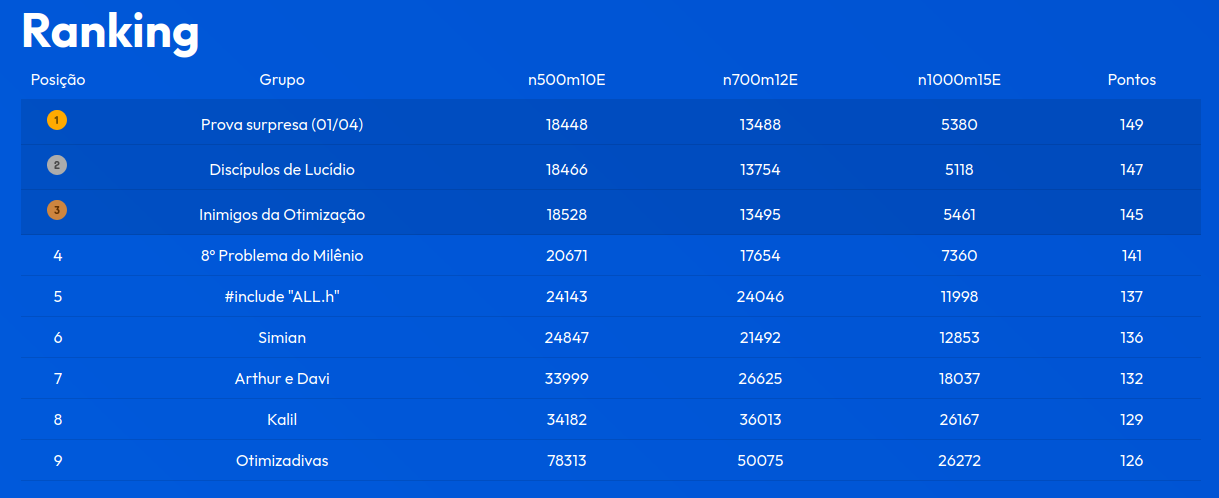 Ranking
Posição Grupo n500m10E n700m12E n1000m15E Pontos
1 Prova surpresa (01/04) 18448 13488 5380 149
2 Discípulos de Lucídio 18466 13754 5118 147
3 Inimigos da Otimização 18528 13495 5461 145
4 8º Problema do Milênio 20671 17654 7360 141
5 #include "ALL.h" 24143 24046 11998 137
6 Simian 24847 21492 12853 136
7 Arthur e Davi 33999 26625 18037 132
8 Kalil 34182 36013 26167 129
9 Otimizadivas 78313 50075 26272 126